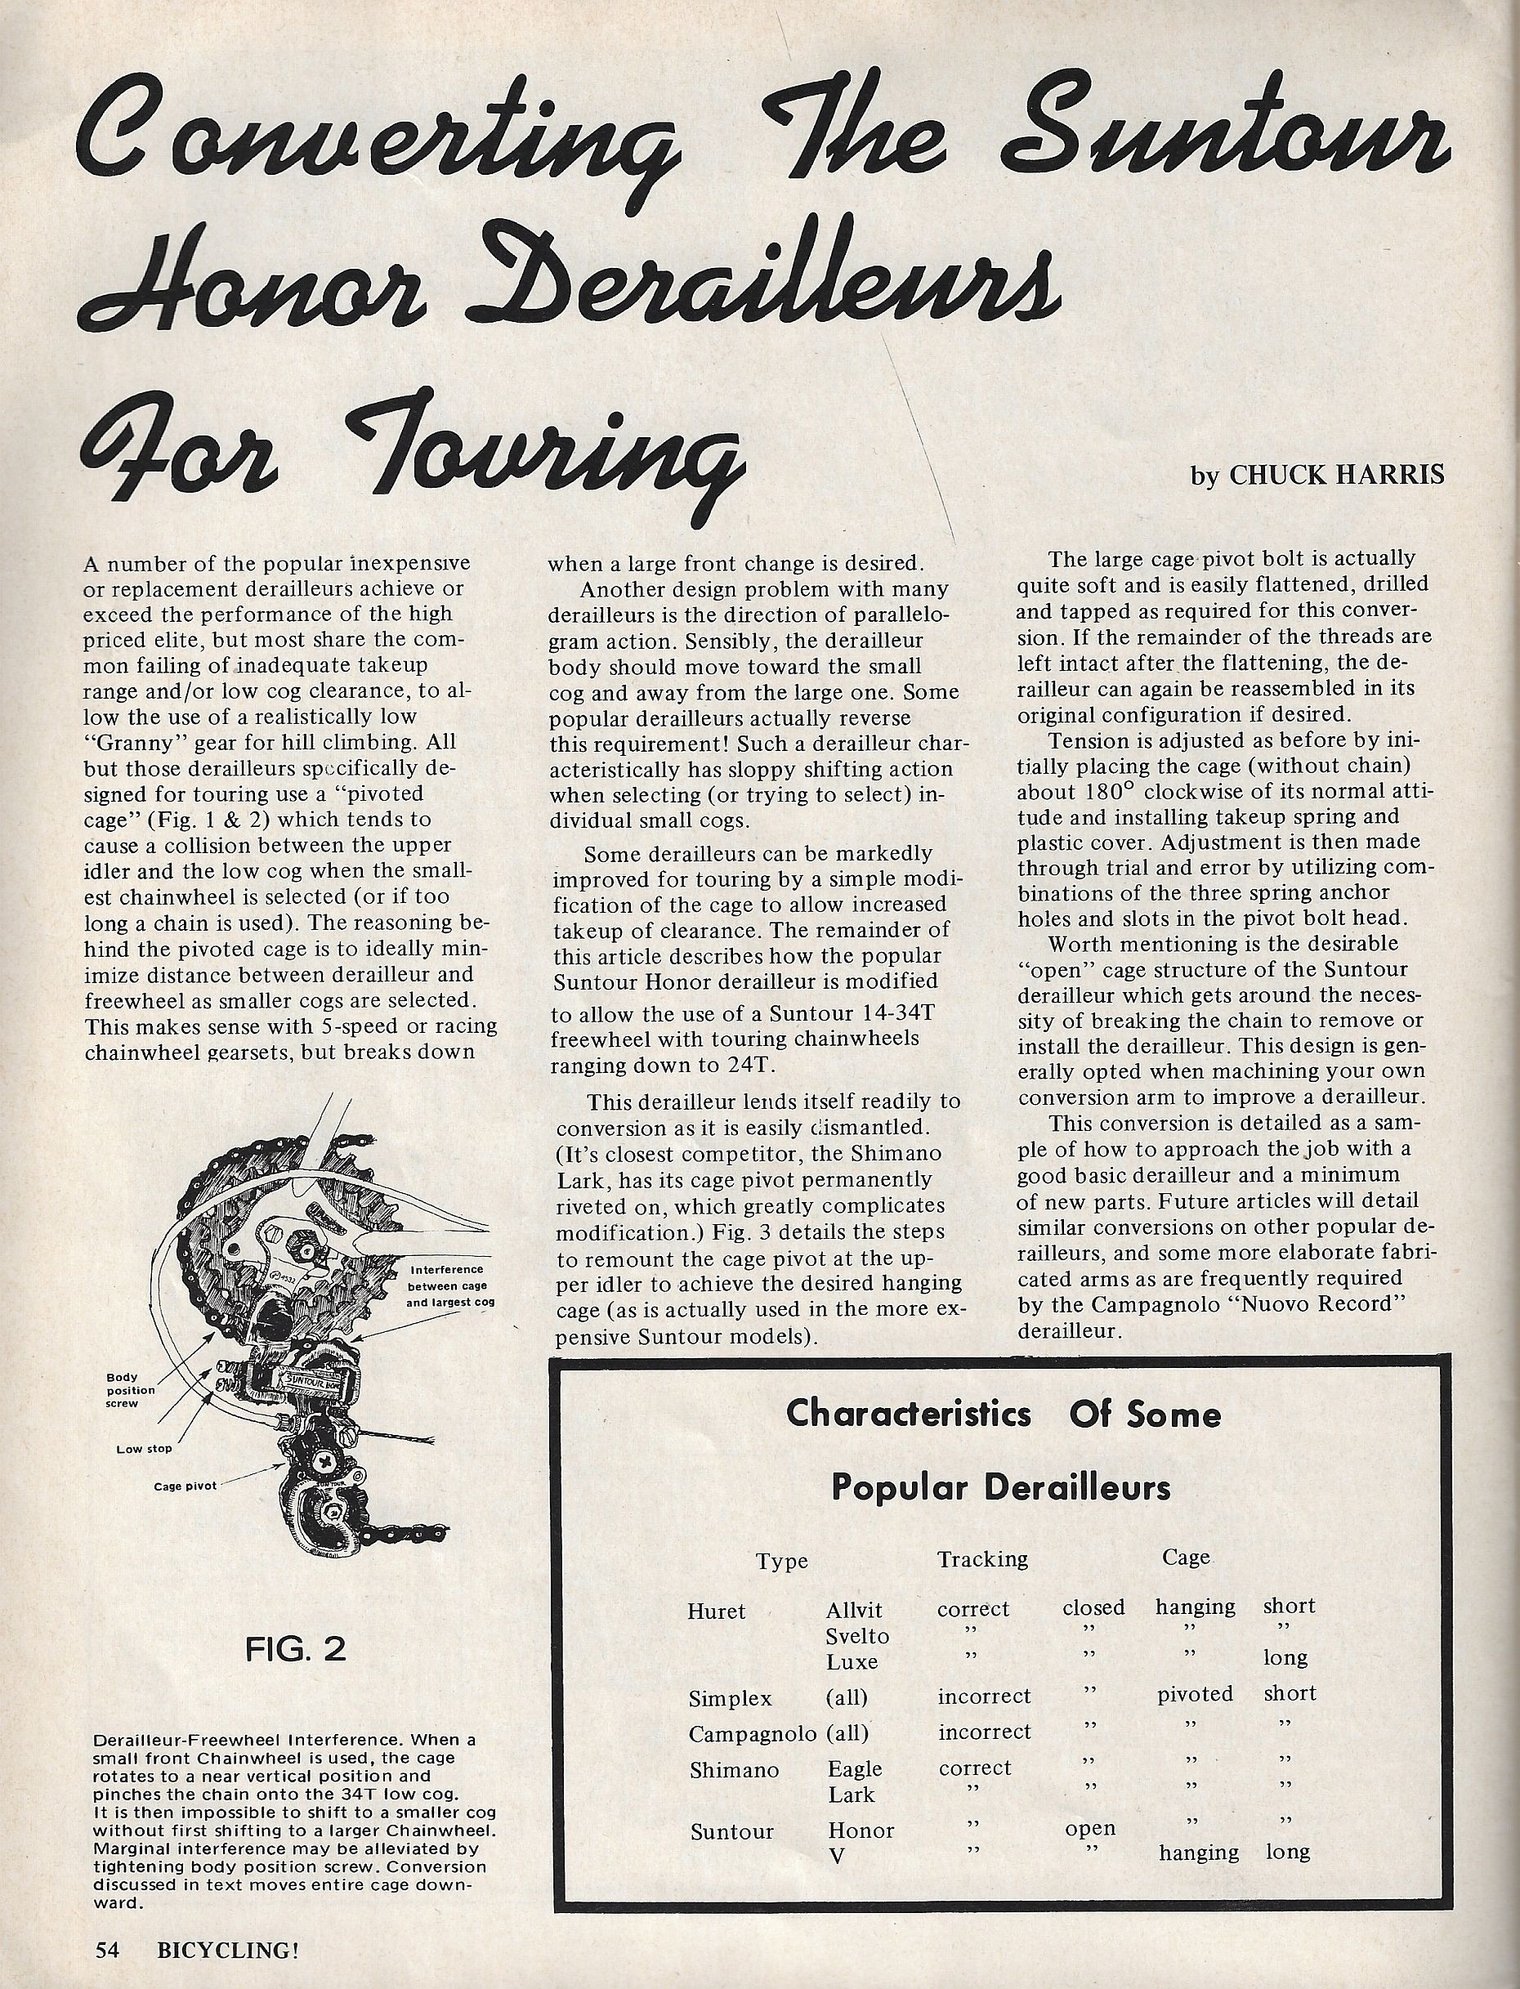 Converting The Suntour
Honor Derailleurs
For Touring
by CHUCK HARRIS
A number of the popular inexpensive
or replacement derailleurs achieve or
exceed the performance of the high
priced elite, but most share the com-
mon failing of inadequate takeup
range and/or low cog clearance, to al-
low the use of a realistically low
“Granny” gear for hill climbing. All
but those derailleurs specifically de-
signed for touring use a “pivoted
cage” (Fig. 1 & 2) which tends to
cause a collision between the upper
idler and the low cog when the small-
est chainwheel is selected (or if too
long a chain is used). The reasoning be-
hind the pivoted cage is to ideally min-
imize distance between derailleur and
freewheel as smaller cogs are selected.
This makes sense with 5-speed or racing
chainwheel gearsets, but breaks down
Interference
between cage
and largest cog
Body
position
screw
Low stop
Cage pivot
SUNTOUR
FIG. 2
Derailleur-Freewheel Interference. When a
small front Chainwheel is used, the cage
rotates to a near vertical position and
pinches the chain onto the 34T low cog.
It is then impossible to shift to a smaller cog
without first shifting to a larger Chainwheel.
Marginal interference may be alleviated by
tightening body position screw. Conversion
discussed in text moves entire cage down-
ward.
when a large front change is desired.
Another design problem with many
derailleurs is the direction of parallelo-
gram action. Sensibly, the derailleur
body should move toward the small
cog and away from the large one. Some
popular derailleurs actually reverse
this requirement! Such a derailleur char-
acteristically has sloppy shifting action
when selecting (or trying to select) in-
dividual small cogs.
Some derailleurs can be markedly
improved for touring by a simple modi-
fication of the cage to allow increased
takeup of clearance. The remainder of
this article describes how the popular
Suntour Honor derailleur is modified
to allow the use of a Suntour 14-34T
freewheel with touring chainwheels
ranging down to 24T.
This derailleur lends itself readily to
conversion as it is easily dismantled.
(It’s closest competitor, the Shimano
Lark, has its cage pivot permanently
riveted on, which greatly complicates
modification.) Fig. 3 details the steps
to remount the cage pivot at the up-
per idler to achieve the desired hanging
cage (as is actually used in the more ex-
pensive Suntour models).
The large cage pivot bolt is actually
quite soft and is easily flattened, drilled
and tapped as required for this conver-
sion. If the remainder of the threads are
left intact after the flattening, the de-
railleur can again be reassembled in its
original configuration if desired.
Tension is adjusted as before by ini-
tially placing the cage (without chain)
about 180° clockwise of its normal atti-
tude and installing takeup spring and
plastic cover. Adjustment is then made
through trial and error by utilizing com-
binations of the three spring anchor
holes and slots in the pivot bolt head.
Worth mentioning is the desirable
“open” cage structure of the Suntour
derailleur which gets around the neces-
sity of breaking the chain to remove or
install the derailleur. This design is gen-
erally opted when machining your own
conversion arm to improve a derailleur.
This conversion is detailed as a sam-
ple of how to approach the job with a
good basic derailleur and a minimum
of new parts. Future articles will detail
similar conversions on other popular de-
railleurs, and some more elaborate fabri-
cated arms as are frequently required
by the Campagnolo “Nuovo Record”
derailleur.
Characteristics Of Some
Popular Derailleurs
Type Tracking Cage
Huret Allvit correct closed hanging short
Svelto ” ” ” ”
Luxe ” ” ” long
Simplex (all) incorrect ” pivoted short
Campagnolo (all) incorrect ” ” ”
Shimano Eagle correct ” ” ”
Lark ” ” ” ”
Suntour Honor ” open ” ”
V ” ” hanging long
54 BICYCLING!